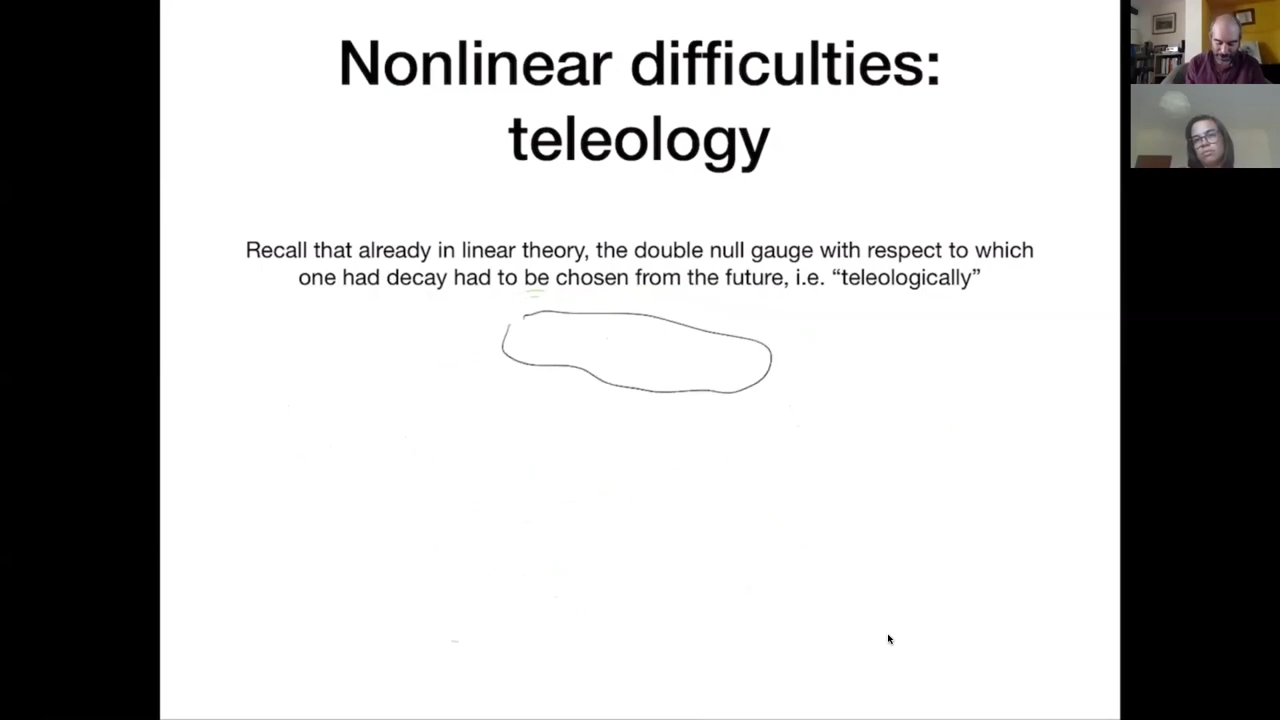 Nonlinear difficulties:
teleology
Recall that already in linear theory, the double null gauge with respect to which
one had decay had to be chosen from the future, i.e. “teleologically”